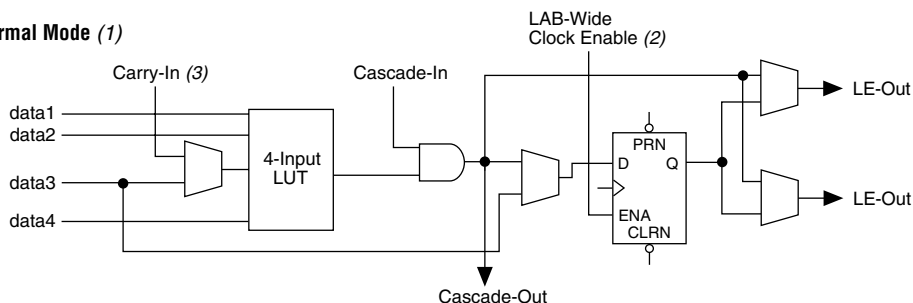 rmal Mode (1)
LAB-Wide
Clock Enable (2)
Carry-In (3)
Cascade-In
LE-Out
data1
data2
4-Input
LUT
PRN
D
Q
data3
LE-Out
data4
ENA
CLRN
Cascade-Out